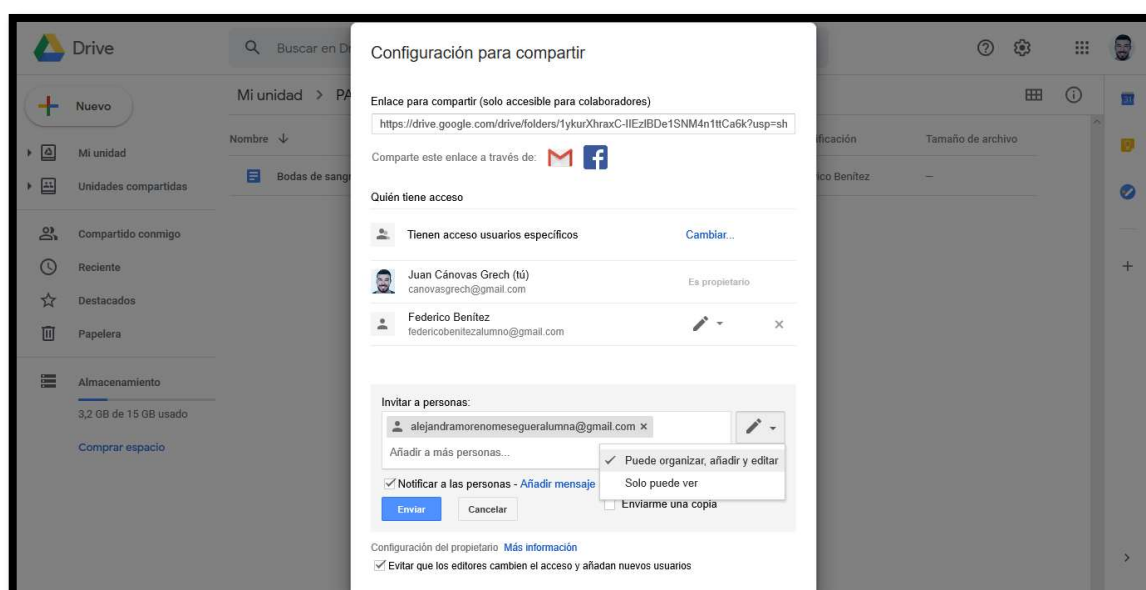 Drive
Buscar en D
Configuración para compartir
Nuevo
Mi unidad > PA
Enlace para compartir (solo accesible para colaboradores)
https://drive.google.com/drive/folders/1ykurXhraxC-IIEzIBDe1SNM4n1ttCa6k?usp=sh
Nombre
ificación
Tamaño de archivo
Mi unidad
Comparte este enlace a través de:
Bodas de sangr
ico Benítez
–
Unidades compartidas
Quién tiene acceso
Compartido conmigo
Tienen acceso usuarios específicos
Cambiar...
Reciente
Juan Cánovas Grech (tú)
canovasgrech@gmail.com
Es propietario
Destacados
Federico Benítez
federicobenitezalumno@gmail.com
Papelera
Almacenamiento
3,2 GB de 15 GB usado
Comprar espacio
Invitar a personas:
alejandramorenomesegueralumna@gmail.com
Añadir a más personas...
Puede organizar, añadir y editar
Solo puede ver
Notificar a las personas - Añadir mensaje
Enviar
Cancelar
Enviarme una copia
Configuración del propietario Más información
Evitar que los editores cambien el acceso y añadan nuevos usuarios
31